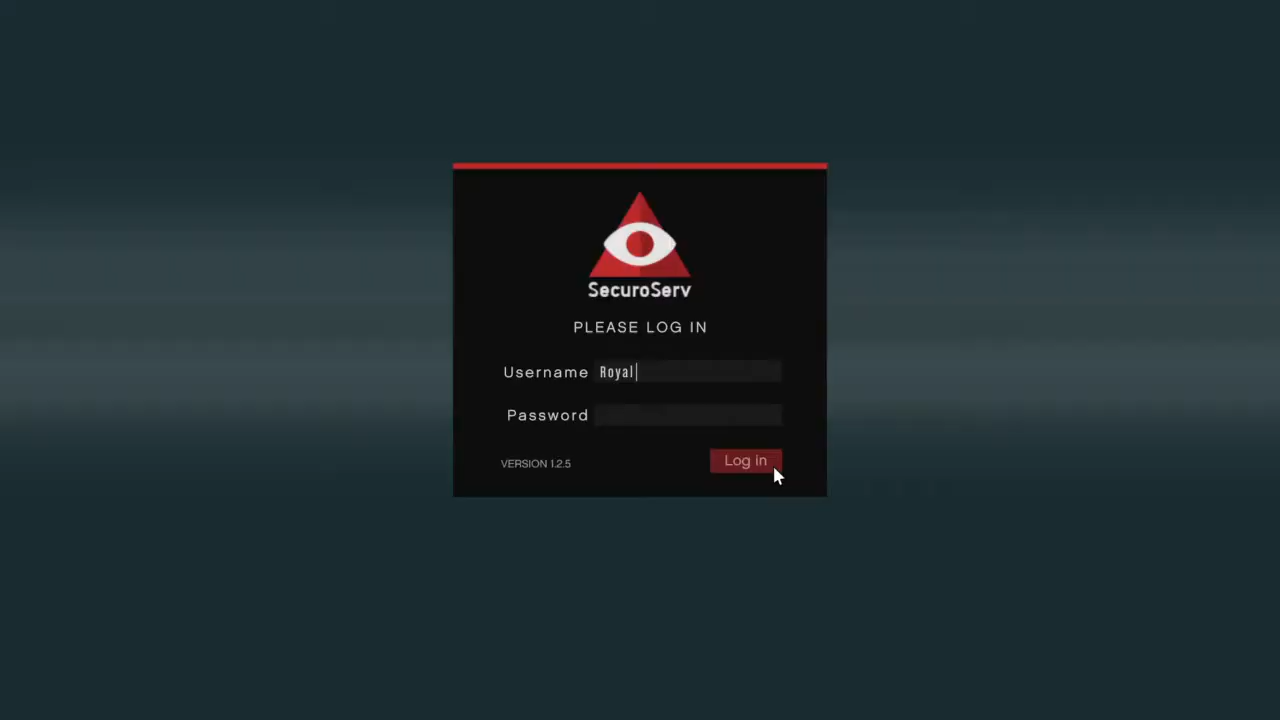 SecuroServ
PLEASE LOG IN
Username Royal
Password
VERSION 1.2.5 Log in